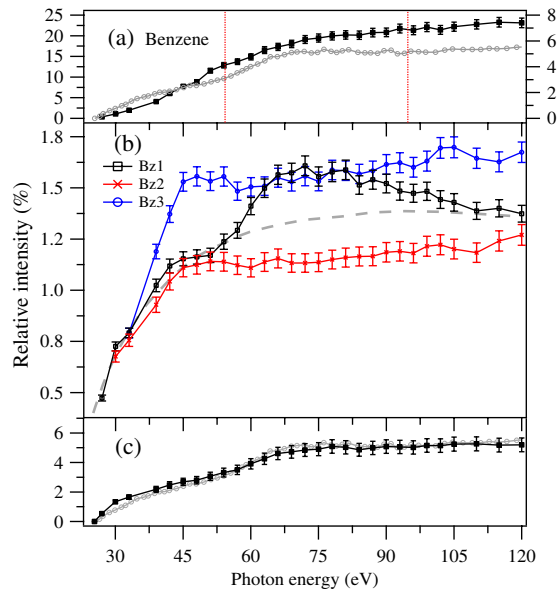 25
20
15
10
5
0
(a) Benzene
8
6
4
2
0
1.8
1.5
1.2
1.0
0.8
0.5
(b)
Bz1
Bz2
Bz3
Relative intensity (%)
6
4
2
0
(c)
30 45 60 75 90 105 120
Photon energy (eV)